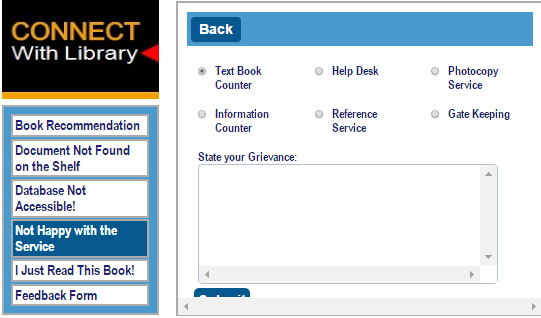 CONNECT
With Library
Book Recommendation
Document Not Found
on the Shelf
Database Not
Accessible!
Not Happy with the
Service
I Just Read This Book!
Feedback Form
Back
Text Book
Counter
Help Desk
Photocopy
Service
Information
Counter
Reference
Service
Gate Keeping
State your Grievance:
Submit